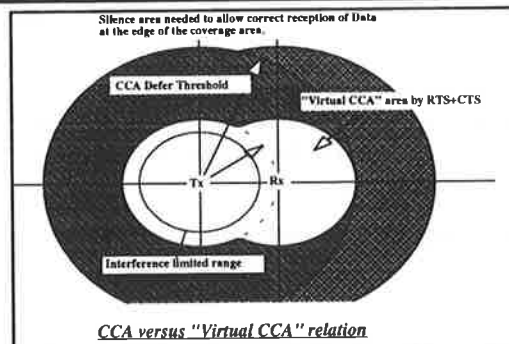 Silence area needed to allow correct reception of Data
at the edge of the coverage area.
CCA Defer Threshold
"Virtual CCA" area by RTS+CTS
Tx
Rx
Interference limited range
CCA versus "Virtual CCA" relation